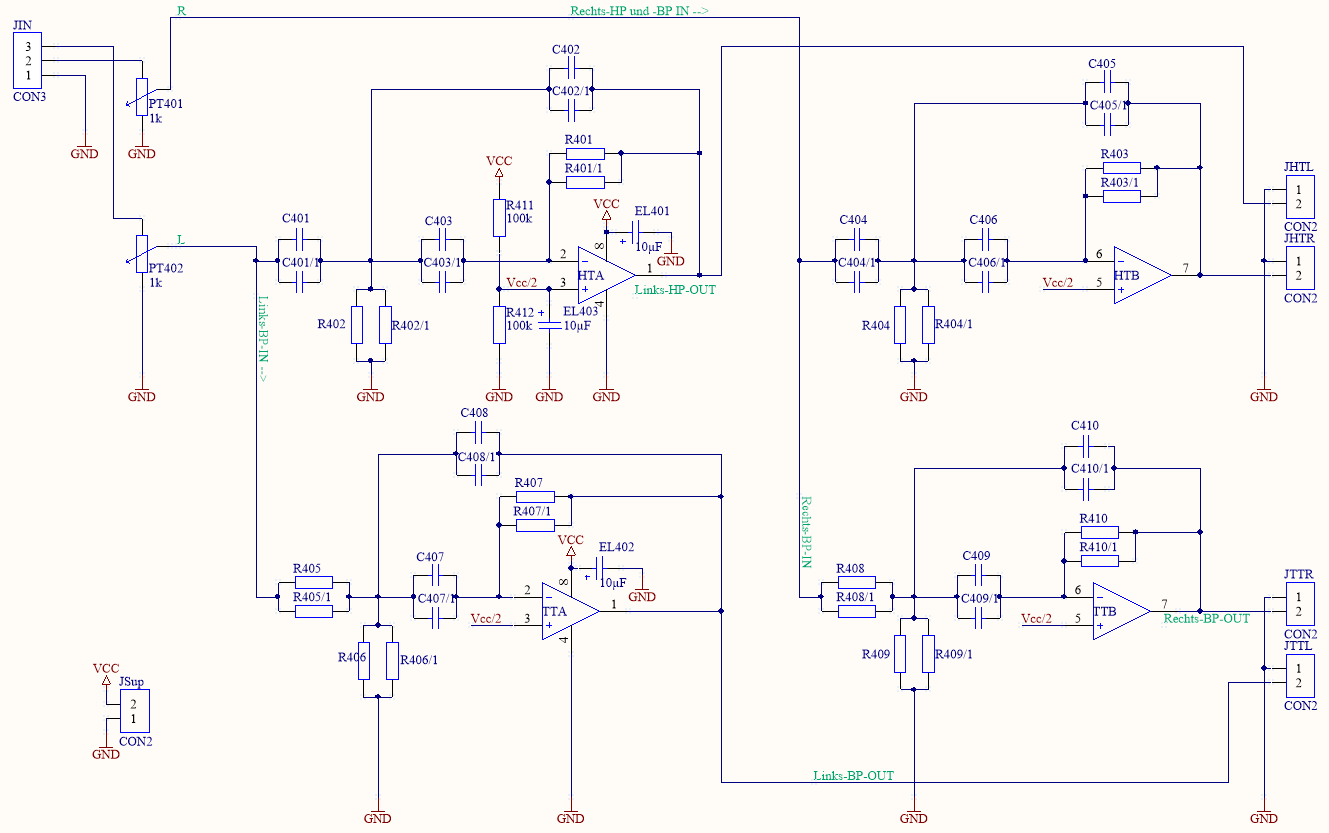 R
Rechts-HP und -BP IN -->
JIN
3
2
1
CON3
PT401
1k
GND
GND
C402
C402/1
C405
C405/1
R401
R401/1
R403
R403/1
VCC
R411
100k
VCC
EL401
10µF
+
GND
JHTL
1
2
CON2
L
PT402
1k
C401
C401/1
C403
C403/1
2
3
8
4
1
HTA
−
+
Vcc/2
Links-HP-OUT
C404
C404/1
C406
C406/1
6
5
7
HTB
−
+
Vcc/2
JHTR
1
2
CON2
Links-BP-IN -->
R402
R402/1
R412
100k
+
EL403
10µF
R404
R404/1
GND
GND
GND
GND
GND
GND
GND
C408
C408/1
C410
C410/1
R407
R407/1
R410
R410/1
Rechts-BP-IN
VCC
EL402
10µF
+
GND
R405
R405/1
C407
C407/1
2
3
8
4
1
TTA
−
+
Vcc/2
R408
R408/1
C409
C409/1
6
5
7
TTB
−
+
Vcc/2
Rechts-BP-OUT
JTTR
1
2
CON2
R406
R406/1
R409
R409/1
JTTL
1
2
CON2
VCC
JSup
2
1
CON2
GND
Links-BP-OUT
GND
GND
GND
GND